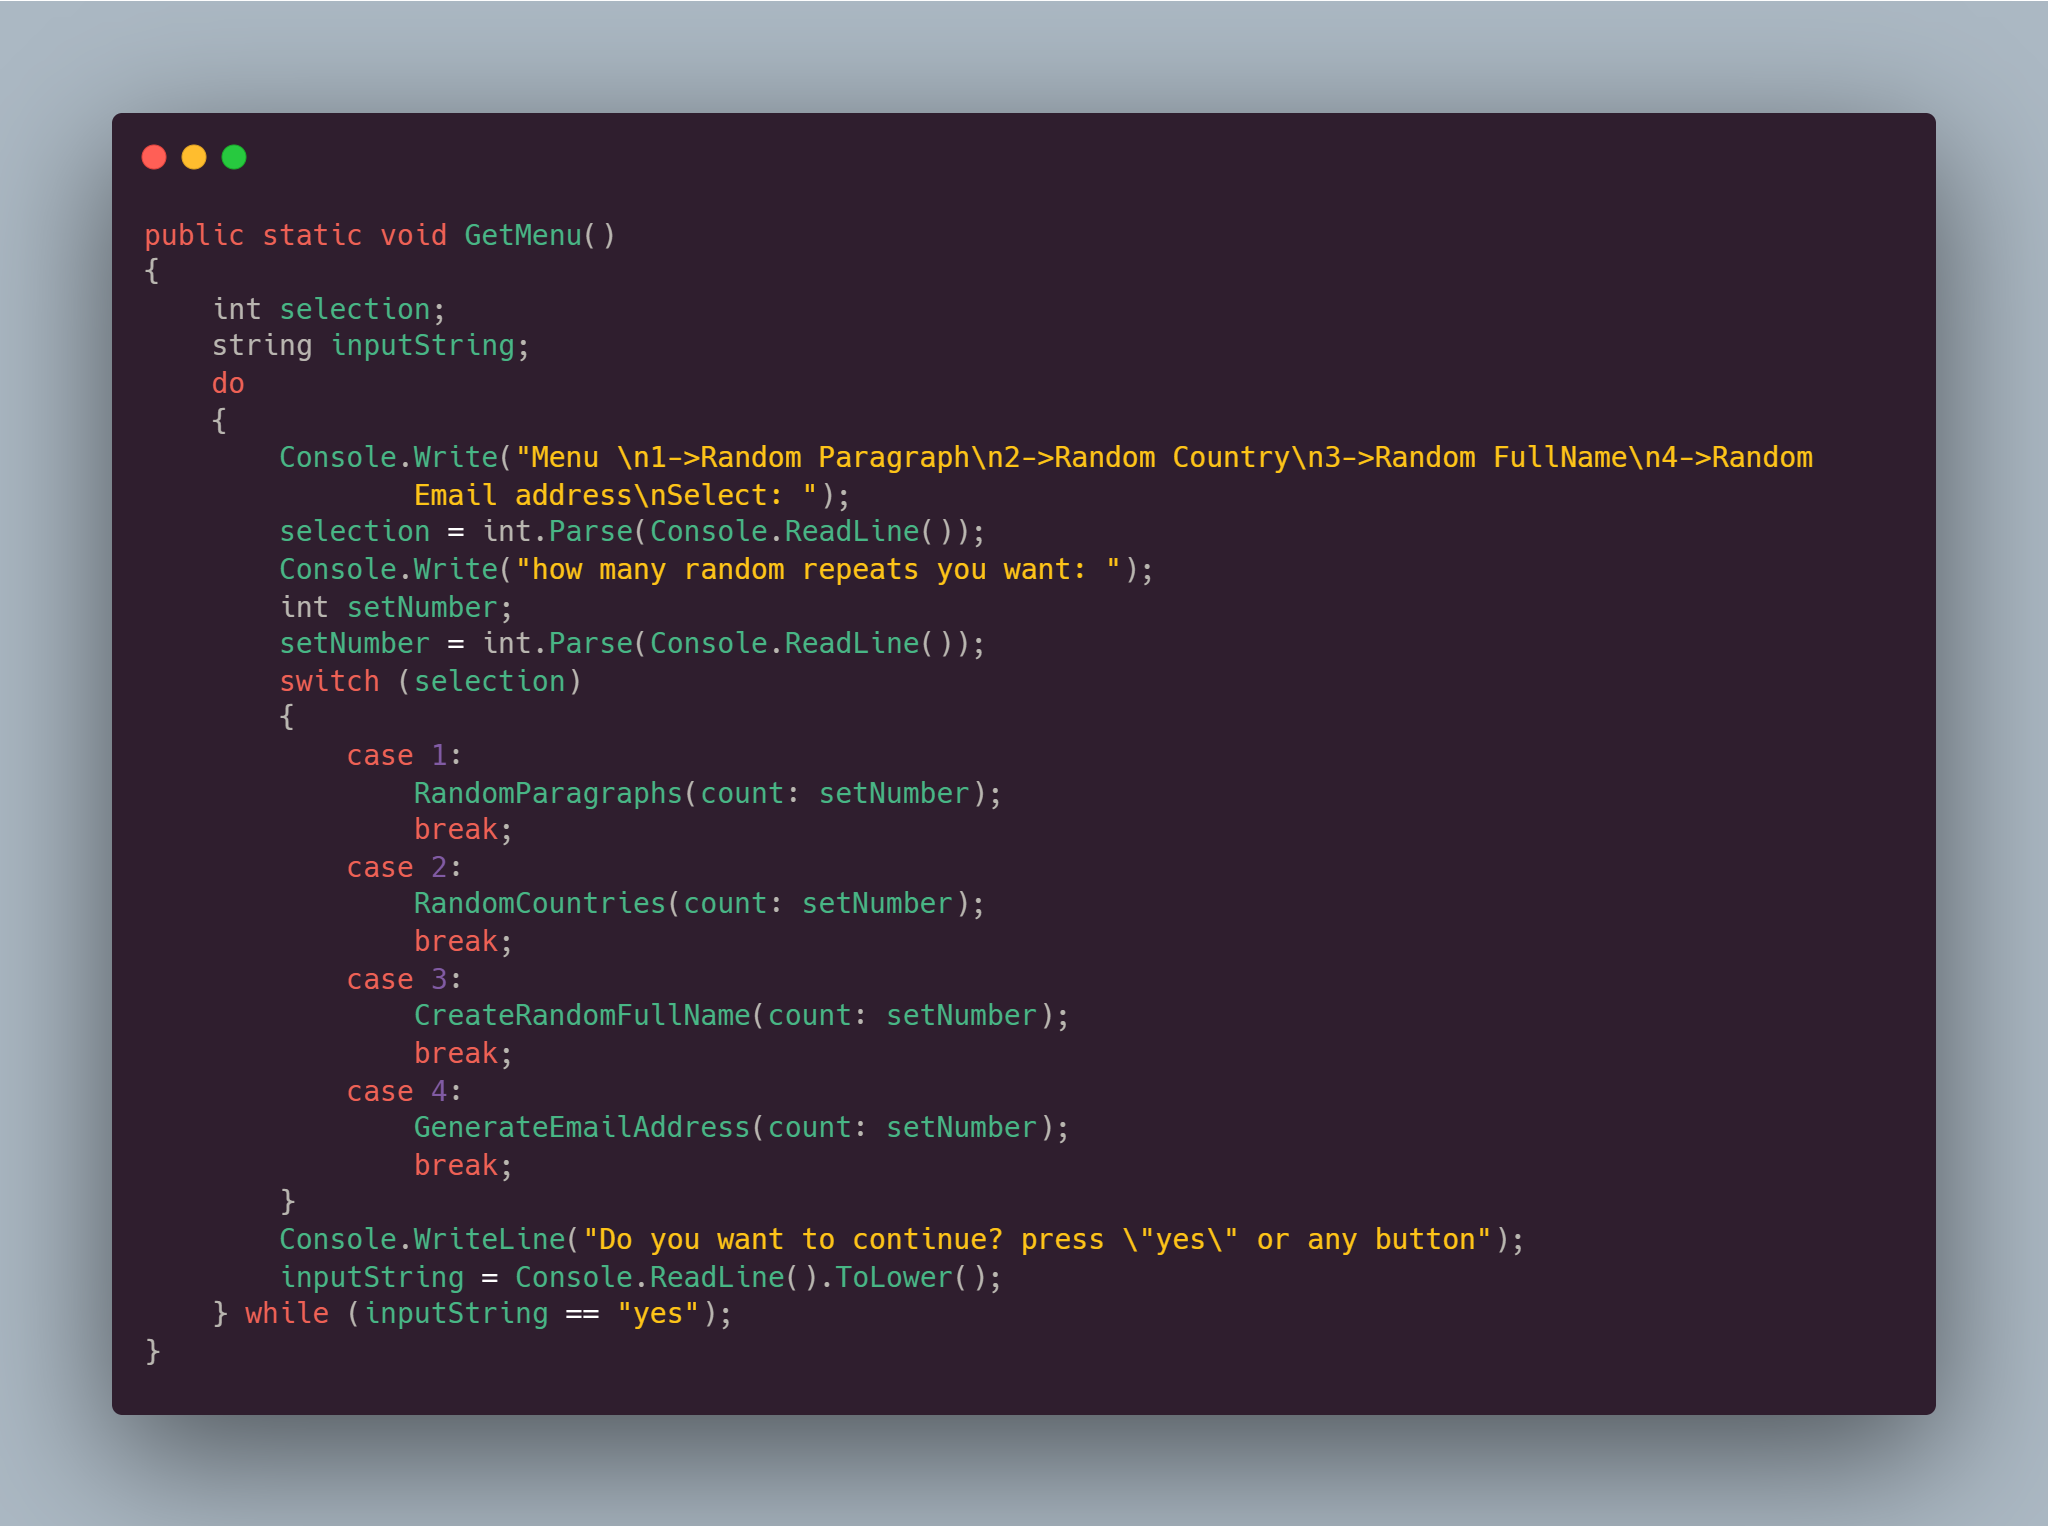 public static void GetMenu()
{
    int selection;
    string inputString;
    do
    {
        Console.Write("Menu \n1->Random Paragraph\n2->Random Country\n3->Random FullName\n4->Random
                Email address\nSelect: ");
        selection = int.Parse(Console.ReadLine());
        Console.Write("how many random repeats you want: ");
        int setNumber;
        setNumber = int.Parse(Console.ReadLine());
        switch (selection)
        {
            case 1:
                RandomParagraphs(count: setNumber);
                break;
            case 2:
                RandomCountries(count: setNumber);
                break;
            case 3:
                CreateRandomFullName(count: setNumber);
                break;
            case 4:
                GenerateEmailAddress(count: setNumber);
                break;
        }
        Console.WriteLine("Do you want to continue? press \"yes\" or any button");
        inputString = Console.ReadLine().ToLower();
    } while (inputString == "yes");
}